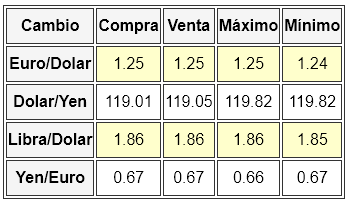 Cambio Compra Venta Máximo Mínimo
Euro/Dolar 1.25 1.25 1.25 1.24
Dolar/Yen 119.01 119.05 119.82 119.82
Libra/Dolar 1.86 1.86 1.86 1.85
Yen/Euro 0.67 0.67 0.66 0.67